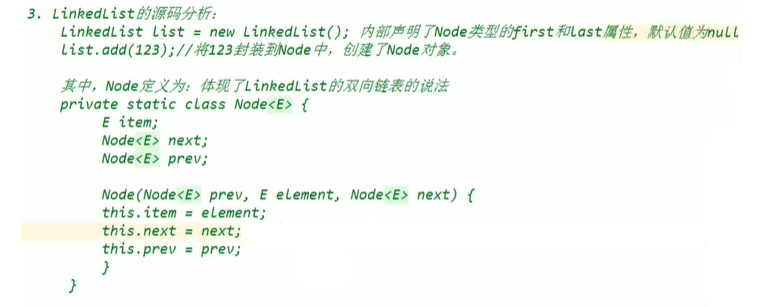 3. LinkedList的源码分析：
LinkedList list = new LinkedList(); 内部声明了Node类型的first和last属性，默认值为null
list.add(123);//将123封装到Node中，创建了Node对象。
其中，Node定义为：体现了LinkedList的双向链表的说法
private static class Node<E> {
E item;
Node<E> next;
Node<E> prev;
Node(Node<E> prev, E element, Node<E> next) {
this.item = element;
this.next = next;
this.prev = prev;
}
}